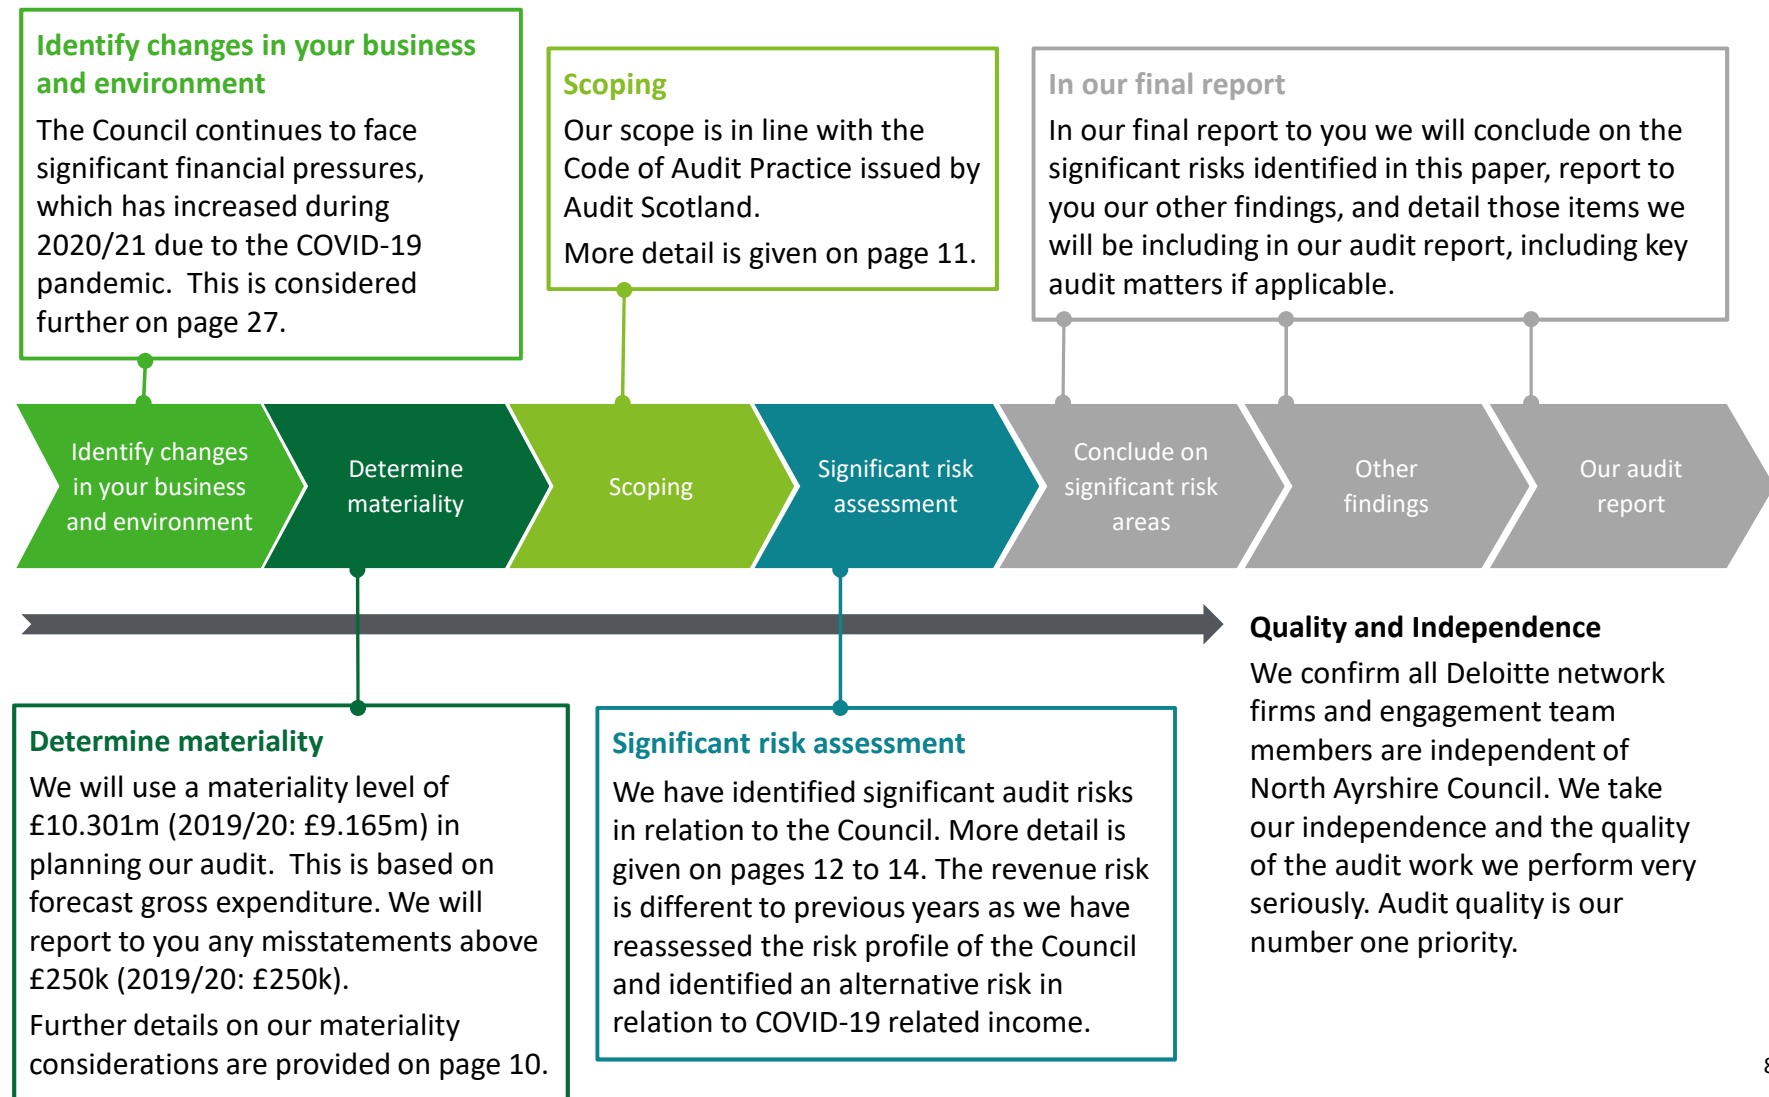 Identify changes in your business
and environment
The Council continues to face
significant financial pressures,
which has increased during
2020/21 due to the COVID-19
pandemic.  This is considered
further on page 27.
Scoping
Our scope is in line with the
Code of Audit Practice issued by
Audit Scotland.
More detail is given on page 11.
In our final report
In our final report to you we will conclude on the
significant risks identified in this paper, report to
you our other findings, and detail those items we
will be including in our audit report, including key
audit matters if applicable.
Identify changes
in your business
and environment
Determine
materiality
Scoping
Significant risk
assessment
Conclude on
significant risk
areas
Other
findings
Our audit
report
Determine materiality
We will use a materiality level of
£10.301m (2019/20: £9.165m) in
planning our audit.  This is based on
forecast gross expenditure. We will
report to you any misstatements above
£250k (2019/20: £250k).
Further details on our materiality
considerations are provided on page 10.
Significant risk assessment
We have identified significant audit risks
in relation to the Council. More detail is
given on pages 12 to 14. The revenue risk
is different to previous years as we have
reassessed the risk profile of the Council
and identified an alternative risk in
relation to COVID-19 related income.
Quality and Independence
We confirm all Deloitte network
firms and engagement team
members are independent of
North Ayrshire Council. We take
our independence and the quality
of the audit work we perform very
seriously. Audit quality is our
number one priority.
8